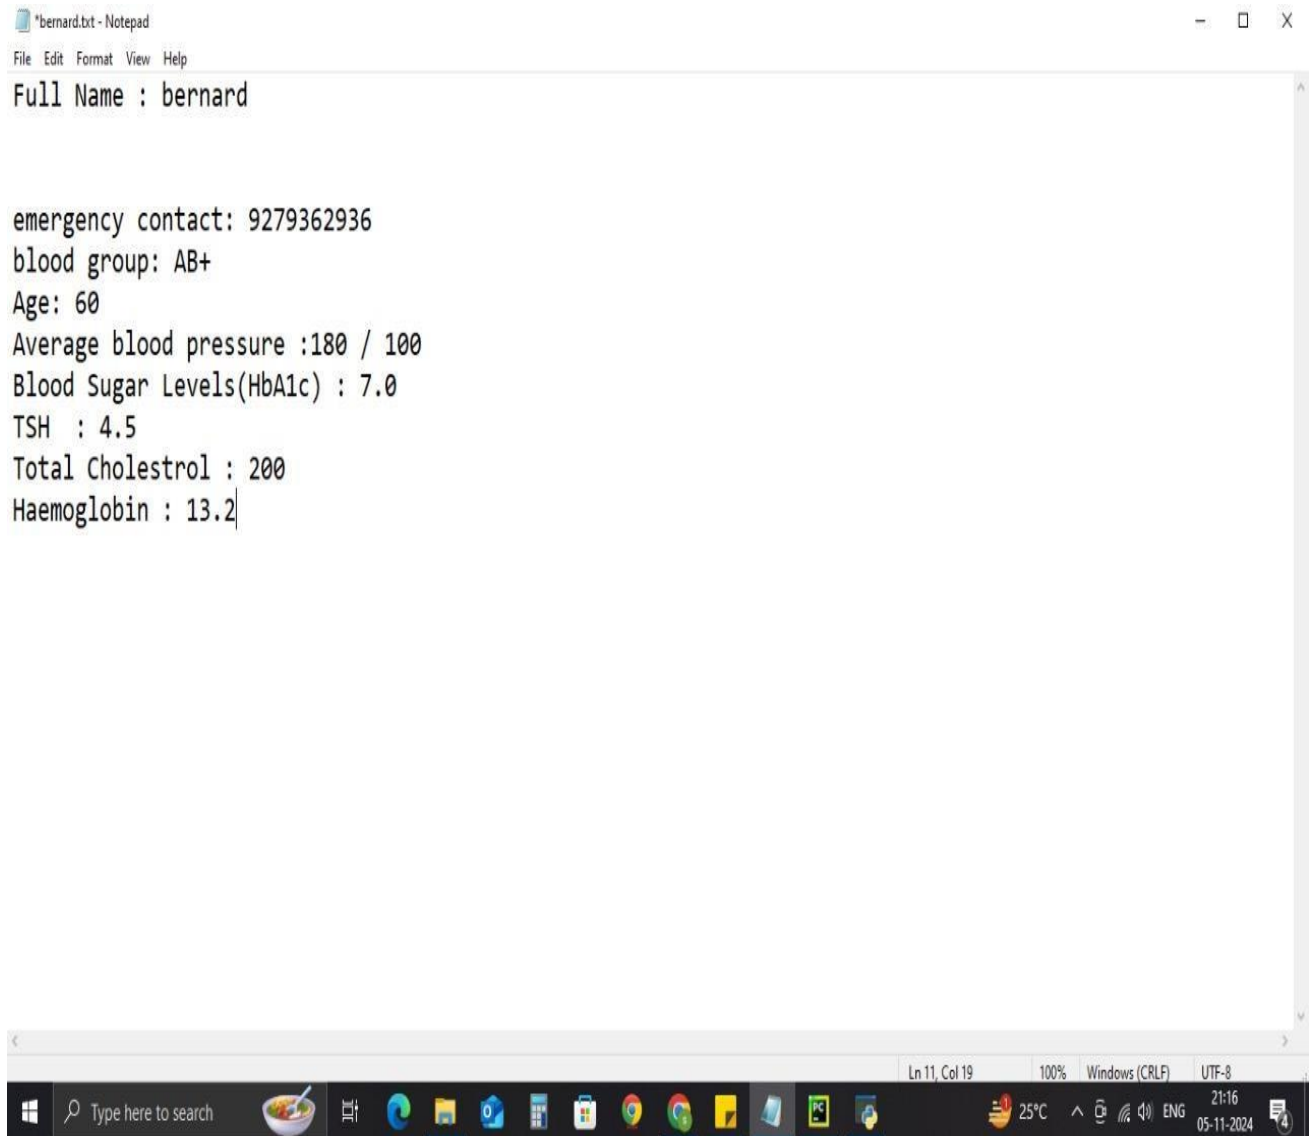 *bernard.txt - Notepad
File Edit Format View Help
Full Name : bernard
emergency contact: 9279362936
blood group: AB+
Age: 60
Average blood pressure :180 / 100
Blood Sugar Levels(HbA1c) : 7.0
TSH  : 4.5
Total Cholestrol : 200
Haemoglobin : 13.2
Ln 11, Col 19 100% Windows (CRLF) UTF-8
Type here to search 25°C ENG 21:16
05-11-2024